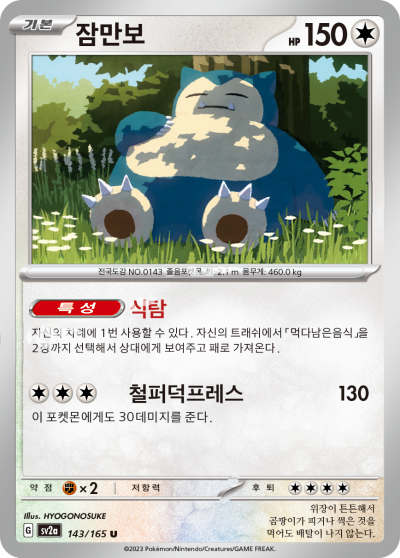 기본 잠만보 HP 150
전국도감 NO.0143 졸음포켓몬 키: 2.1 m 몸무게: 460.0 kg
특성 식탐
자신의 차례에 1번 사용할 수 있다. 자신의 트래쉬에서 「먹다남은음식」을
2장까지 선택해서 상대에게 보여주고 패로 가져온다.
철퍼덕프레스 130
이 포켓몬에게도 30데미지를 준다.
약점 ×2 저항력 후퇴
Illus. HYOGONOSUKE
G sv2a 143/165 U
위장이 튼튼해서
곰팡이가 피거나 썩은 것을
먹어도 배탈이 나지 않는다.
©2023 Pokémon/Nintendo/Creatures/GAME FREAK.